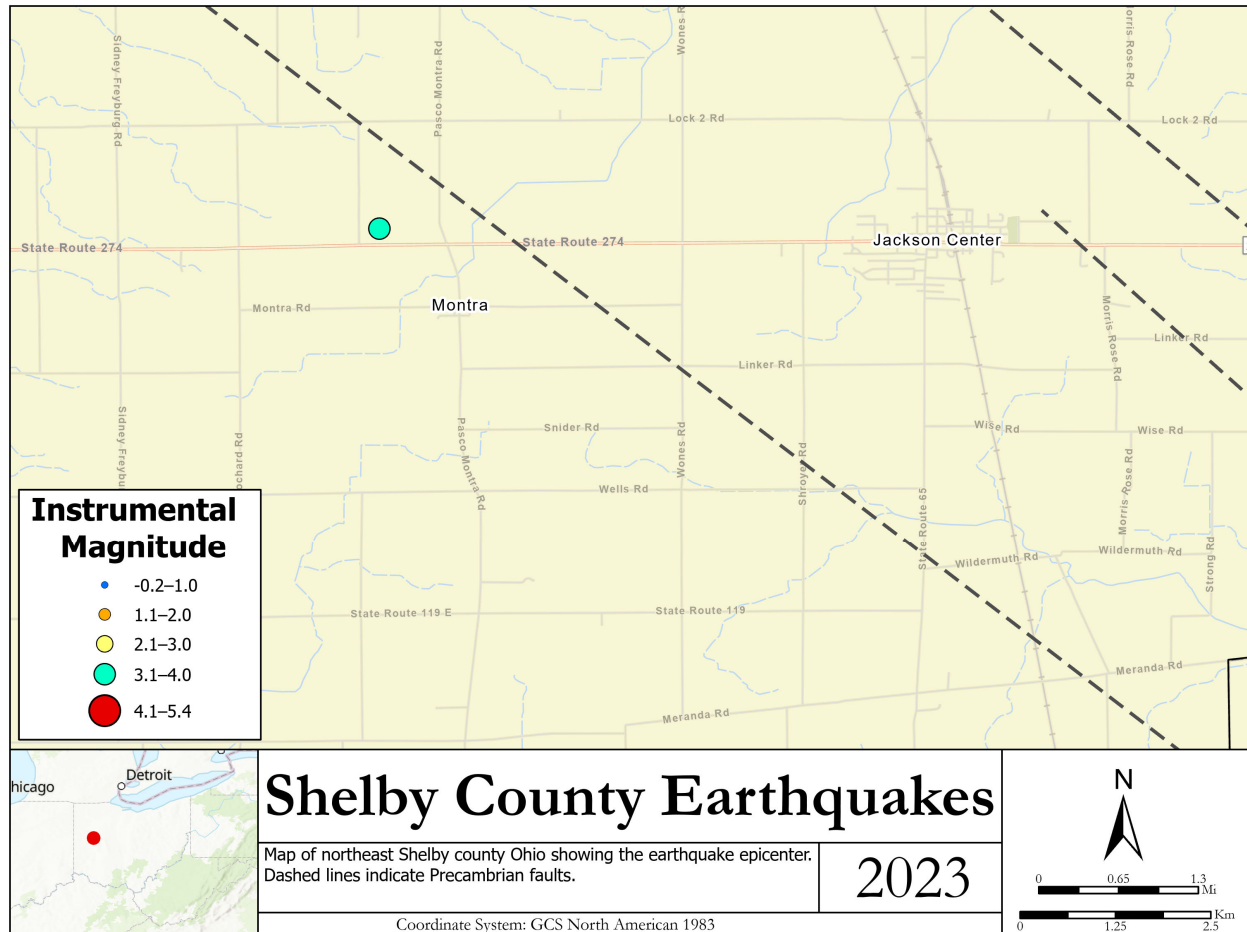 Sidney Freyburg Rd
Pasco Montra Rd
Wones R
Morris Rose Rd
Lock 2 Rd
Lock 2 Rd
State Route 274
State Route 274
Jackson Center
Montra Rd
Montra
Morris Rose Rd
Linker Rd
Linker Rd
Sidney Freybu
ochard Rd
Pasco Montra Rd
Snider Rd
Wones Rd
Shroyer Rd
Wise Rd
Wise Rd
Wells Rd
State Route 65
Morris Rose Rd
Wildermuth Rd
Wildermuth Rd
Strong Rd
State Route 119 E
State Route 119
Meranda Rd
Meranda Rd
Instrumental
Magnitude
-0.2–1.0
1.1–2.0
2.1–3.0
3.1–4.0
4.1–5.4
hicago
Detroit
Shelby County Earthquakes
Map of northeast Shelby county Ohio showing the earthquake epicenter.
Dashed lines indicate Precambrian faults.
2023
Coordinate System: GCS North American 1983
N
0 0.65 1.3
Mi
0 1.25 2.5
Km